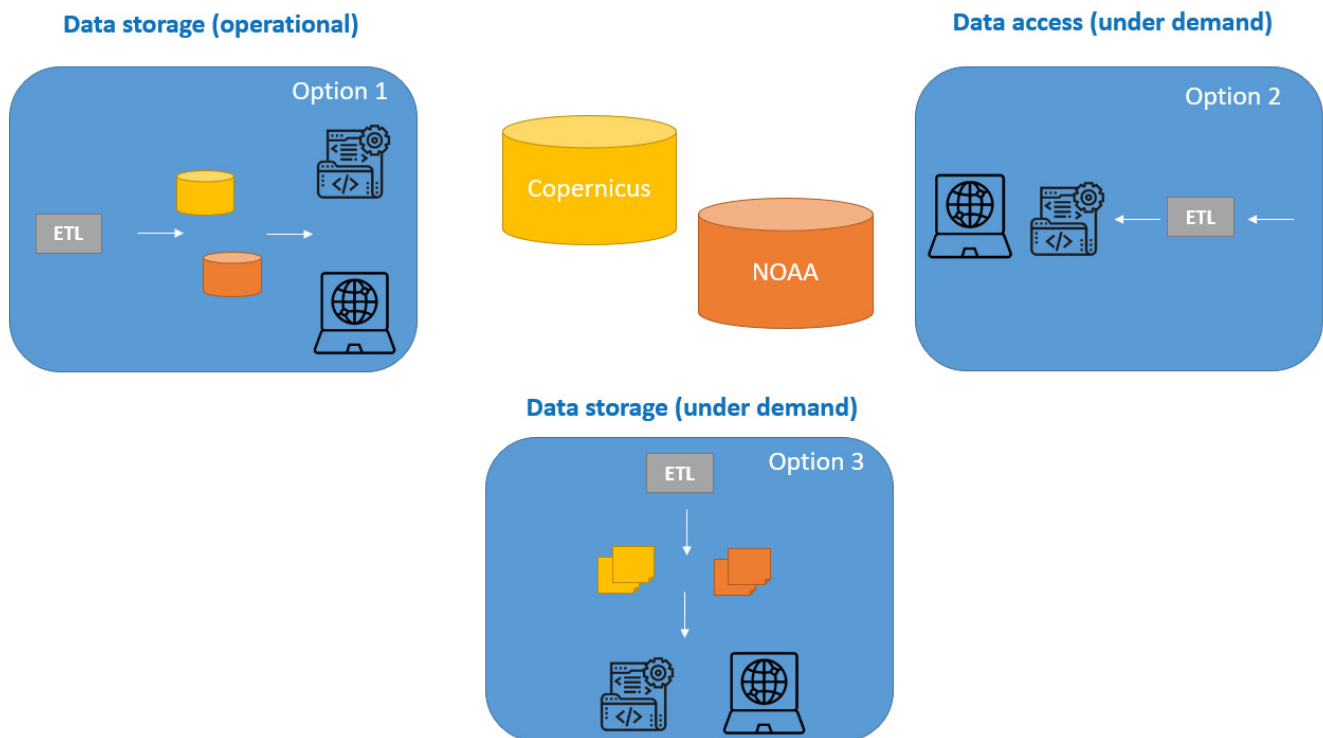 Data storage (operational)
Option 1
ETL
Copernicus
NOAA
Data access (under demand)
Option 2
ETL
Data storage (under demand)
Option 3
ETL